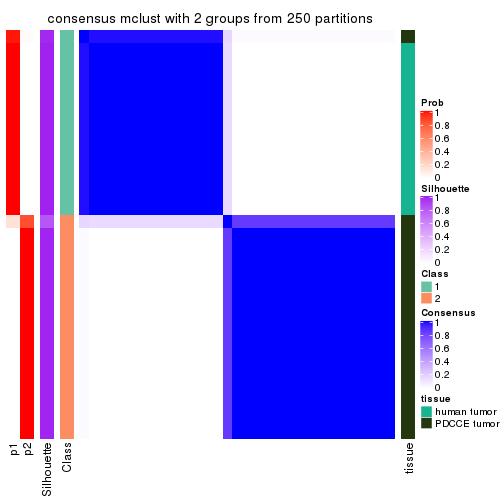 consensus mclust with 2 groups from 250 partitions
Prob
1
0.8
0.6
0.4
0.2
0
Silhouette
1
0.8
0.6
0.4
0.2
0
Class
1
2
Consensus
1
0.8
0.6
0.4
0.2
0
tissue
human tumor
PDCCE tumor
p1
p2
Silhouette
Class
tissue